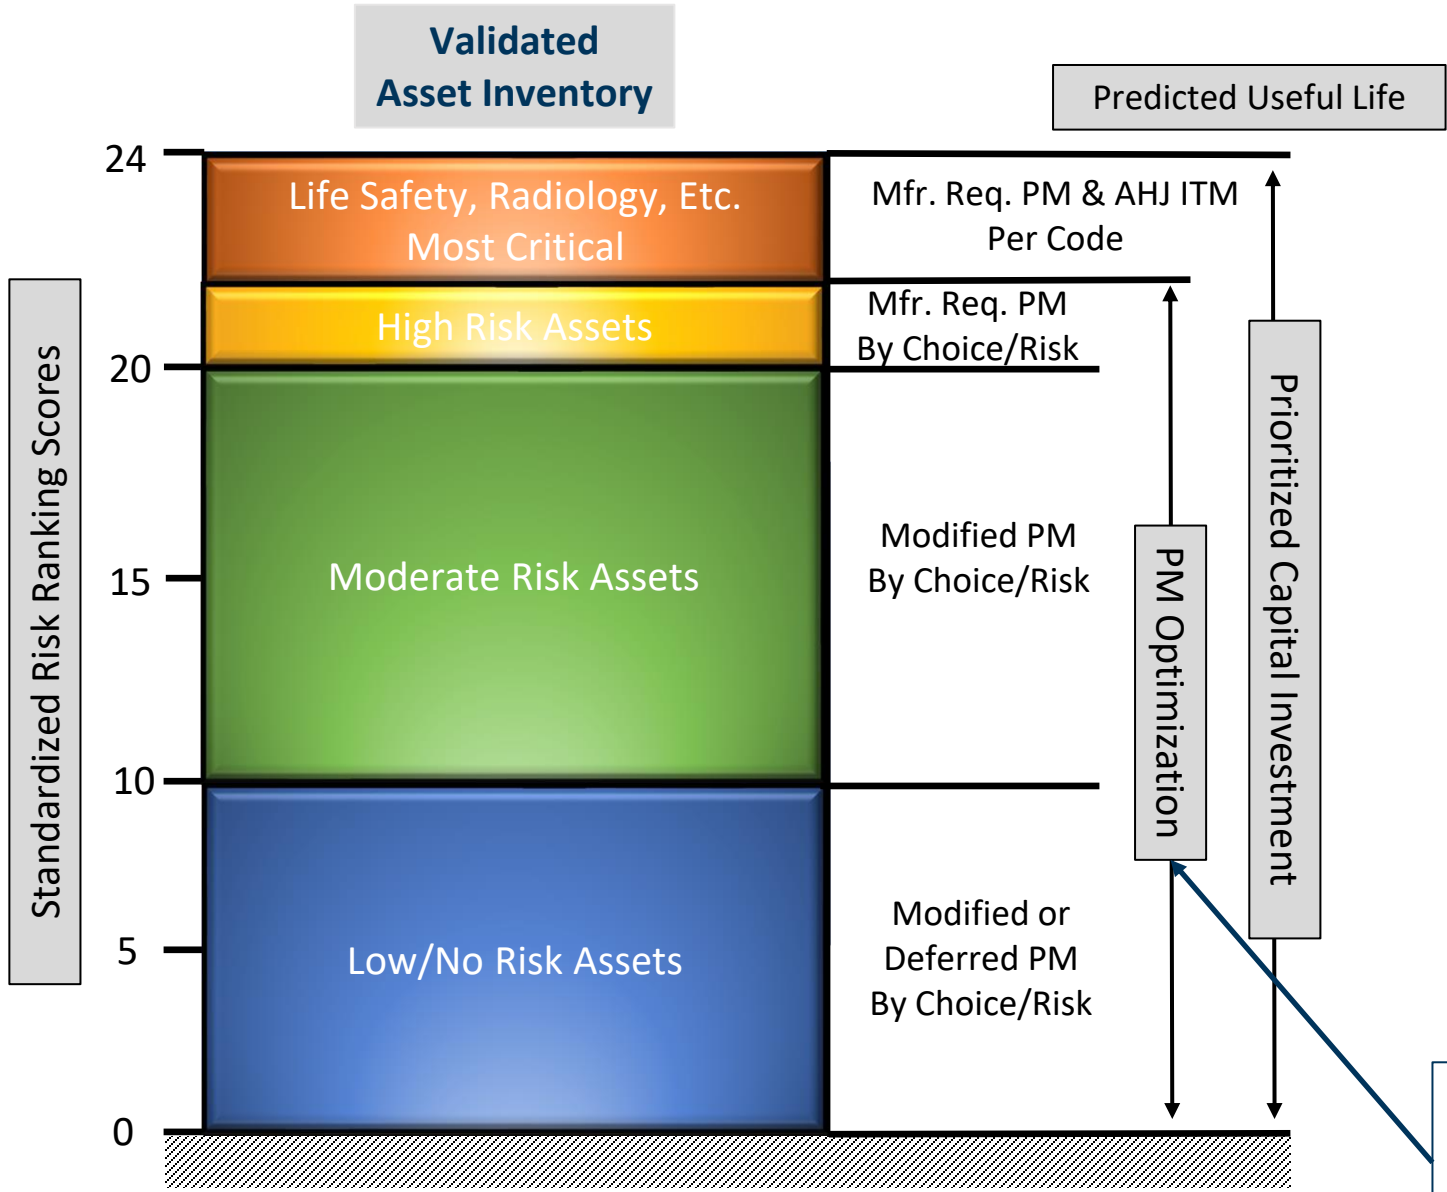 Validated
Asset Inventory
Predicted Useful Life
24
Life Safety, Radiology, Etc.
Most Critical
Mfr. Req. PM & AHJ ITM
Per Code
High Risk Assets
Mfr. Req. PM
By Choice/Risk
20
Standardized Risk Ranking Scores
15
Moderate Risk Assets
Modified PM
By Choice/Risk
PM Optimization
Prioritized Capital Investment
10
5
Low/No Risk Assets
Modified or
Deferred PM
By Choice/Risk
0